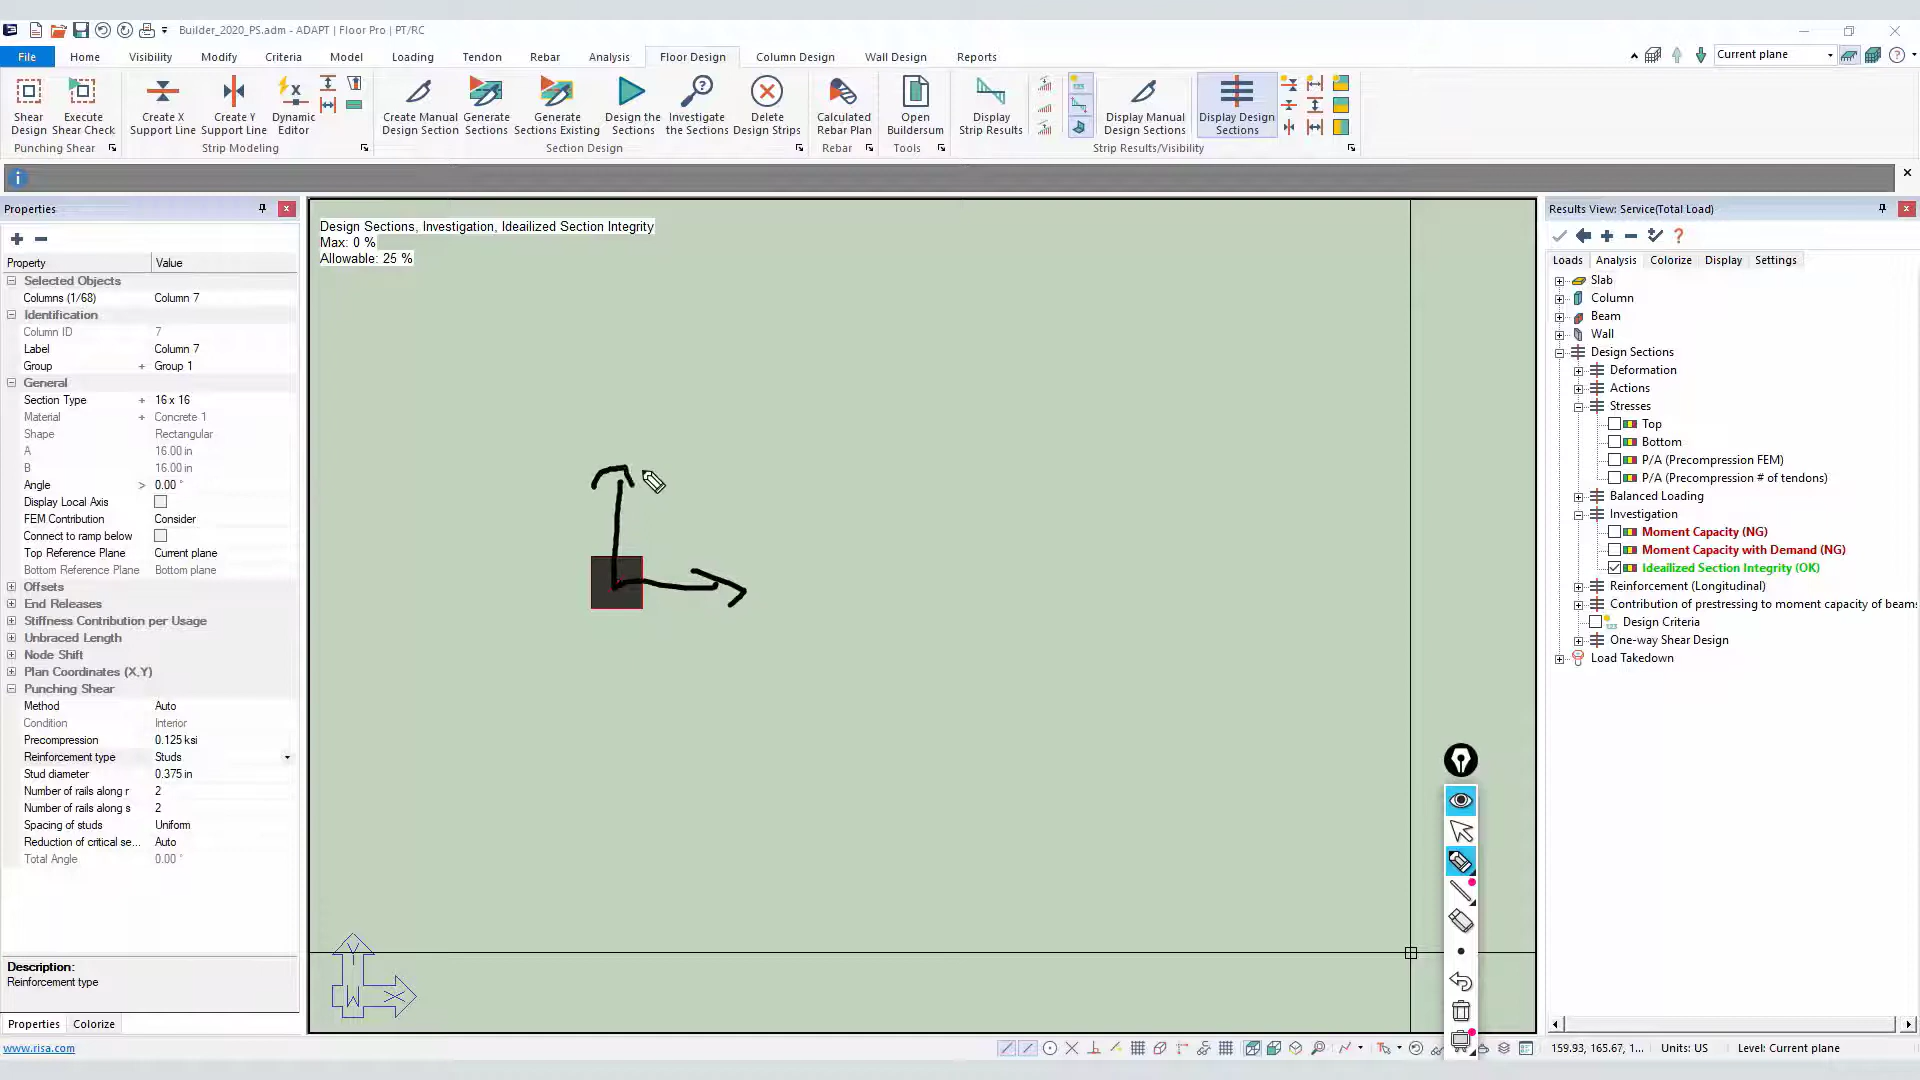 Builder_2020_PS.adm - ADAPT | Floor Pro | PT/RC
File Home Visibility Modify Criteria Model Loading Tendon Rebar Analysis Floor Design Column Design Wall Design Reports
Current plane
Shear Design
Execute Shear Check
Create X Support Line
Create Y Support Line
Dynamic Editor
Create Manual Design Section
Generate Sections
Generate Sections Existing
Design the Sections
Investigate the Sections
Delete Design Strips
Calculated Rebar Plan
Open Buildersum
Display Strip Results
Display Manual Design Sections
Display Design Sections
Punching Shear
Strip Modeling
Section Design
Rebar
Tools
Strip Results/Visibility
Properties
Property Value
Selected Objects
Columns (1/68) Column 7
Identification
Column ID 7
Label Column 7
Group + Group 1
General
Section Type + 16 x 16
Material + Concrete 1
Shape Rectangular
A 16.00 in
B 16.00 in
Angle > 0.00 °
Display Local Axis
FEM Contribution Consider
Connect to ramp below
Top Reference Plane Current plane
Bottom Reference Plane Bottom plane
Offsets
End Releases
Stiffness Contribution per Usage
Unbraced Length
Node Shift
Plan Coordinates (X,Y)
Punching Shear
Method Auto
Condition Interior
Precompression 0.125 ksi
Reinforcement type Studs
Stud diameter 0.375 in
Number of rails along r 2
Number of rails along s 2
Spacing of studs Uniform
Reduction of critical se... Auto
Total Angle 0.00 °
Description:
Reinforcement type
Properties Colorize
www.risa.com
Design Sections, Investigation, Ideailized Section Integrity
Max: 0 %
Allowable: 25 %
Y
W
X
Results View: Service(Total Load)
Loads Analysis Colorize Display Settings
Slab
Column
Beam
Wall
Design Sections
Deformation
Actions
Stresses
Top
Bottom
P/A (Precompression FEM)
P/A (Precompression # of tendons)
Balanced Loading
Investigation
Moment Capacity (NG)
Moment Capacity with Demand (NG)
Ideailized Section Integrity (OK)
Reinforcement (Longitudinal)
Contribution of prestressing to moment capacity of beams
Design Criteria
One-way Shear Design
Load Takedown
159.93, 165.67, 1... Units: US Level: Current plane